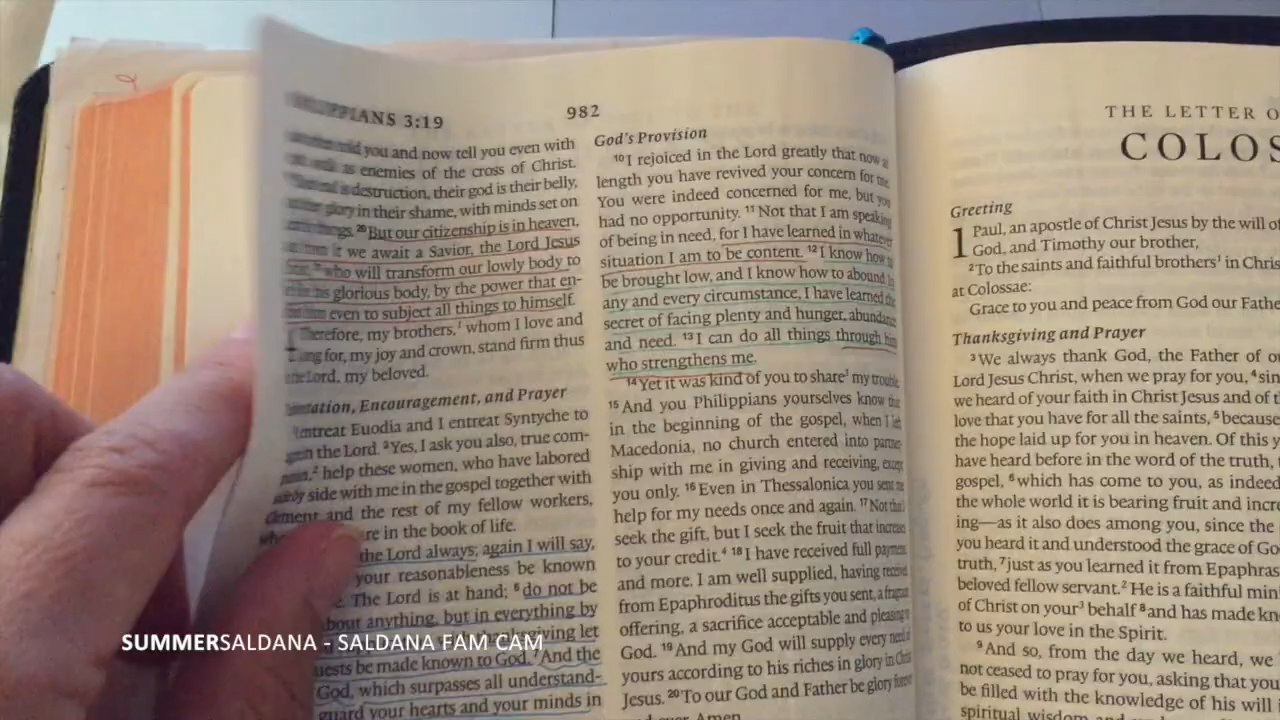 PIANS 3:19
982
you and now tell you even with
as enemies of the cross of Christ.
is destruction, their god is their belly,
glory in their shame, with minds set on
things. 20 But our citizenship is in heaven,
it we await a Savior, the Lord Jesus
who will transform our lowly body to
his glorious body, by the power that en-
even to subject all things to himself.
Therefore, my brothers,1 whom I love and
for, my joy and crown, stand firm thus
Lord, my beloved.
Encouragement, and Prayer
entreat Euodia and I entreat Syntyche to
the Lord. 3 Yes, I ask you also, true com-
2 help these women, who have labored
side with me in the gospel together with
and the rest of my fellow workers,
re in the book of life.
the Lord always; again I will say,
your reasonableness be known
The Lord is at hand; 6 do not be
about anything, but in everything by
iving let
uests be made known to God. 7 And the
God, which surpasses all understand-
guard your hearts and your minds in
God's Provision
10 I rejoiced in the Lord greatly that now at
length you have revived your concern for me.
You were indeed concerned for me, but you
had no opportunity. 11 Not that I am speaking
of being in need, for I have learned in whatever
situation I am to be content. 12 I know how to
be brought low, and I know how to abound. In
any and every circumstance, I have learned the
secret of facing plenty and hunger, abundance
and need. 13 I can do all things through him
who strengthens me.
14 Yet it was kind of you to share1 my trouble.
15 And you Philippians yourselves know that
in the beginning of the gospel, when I left
Macedonia, no church entered into partner-
ship with me in giving and receiving, except
you only. 16 Even in Thessalonica you sent me
help for my needs once and again. 17 Not that I
seek the gift, but I seek the fruit that increases
to your credit.4 18 I have received full payment,
and more. I am well supplied, having received
from Epaphroditus the gifts you sent, a fragrant
offering, a sacrifice acceptable and pleasing to
God. 19 And my God will supply every need of
yours according to his riches in glory in Christ
Jesus. 20 To our God and Father be glory forever
and ever. Amen.
THE LETTER O
COLOS
Greeting
1 Paul, an apostle of Christ Jesus by the will of
God, and Timothy our brother,
2 To the saints and faithful brothers1 in Chris
at Colossae:
Grace to you and peace from God our Fathe
Thanksgiving and Prayer
3 We always thank God, the Father of o
Lord Jesus Christ, when we pray for you, 4 sin
we heard of your faith in Christ Jesus and of t
love that you have for all the saints, 5 because
the hope laid up for you in heaven. Of this y
have heard before in the word of the truth,
gospel, 6 which has come to you, as indeed
the whole world it is bearing fruit and incre
ing—as it also does among you, since the
you heard it and understood the grace of Go
truth, 7 just as you learned it from Epaphras
beloved fellow servant.2 He is a faithful min
of Christ on your3 behalf 8 and has made kn
to us your love in the Spirit.
9 And so, from the day we heard, we
not ceased to pray for you, asking that you
be filled with the knowledge of his will
spiritual wisdom and
SUMMERSALDANA - SALDANA FAM CAM